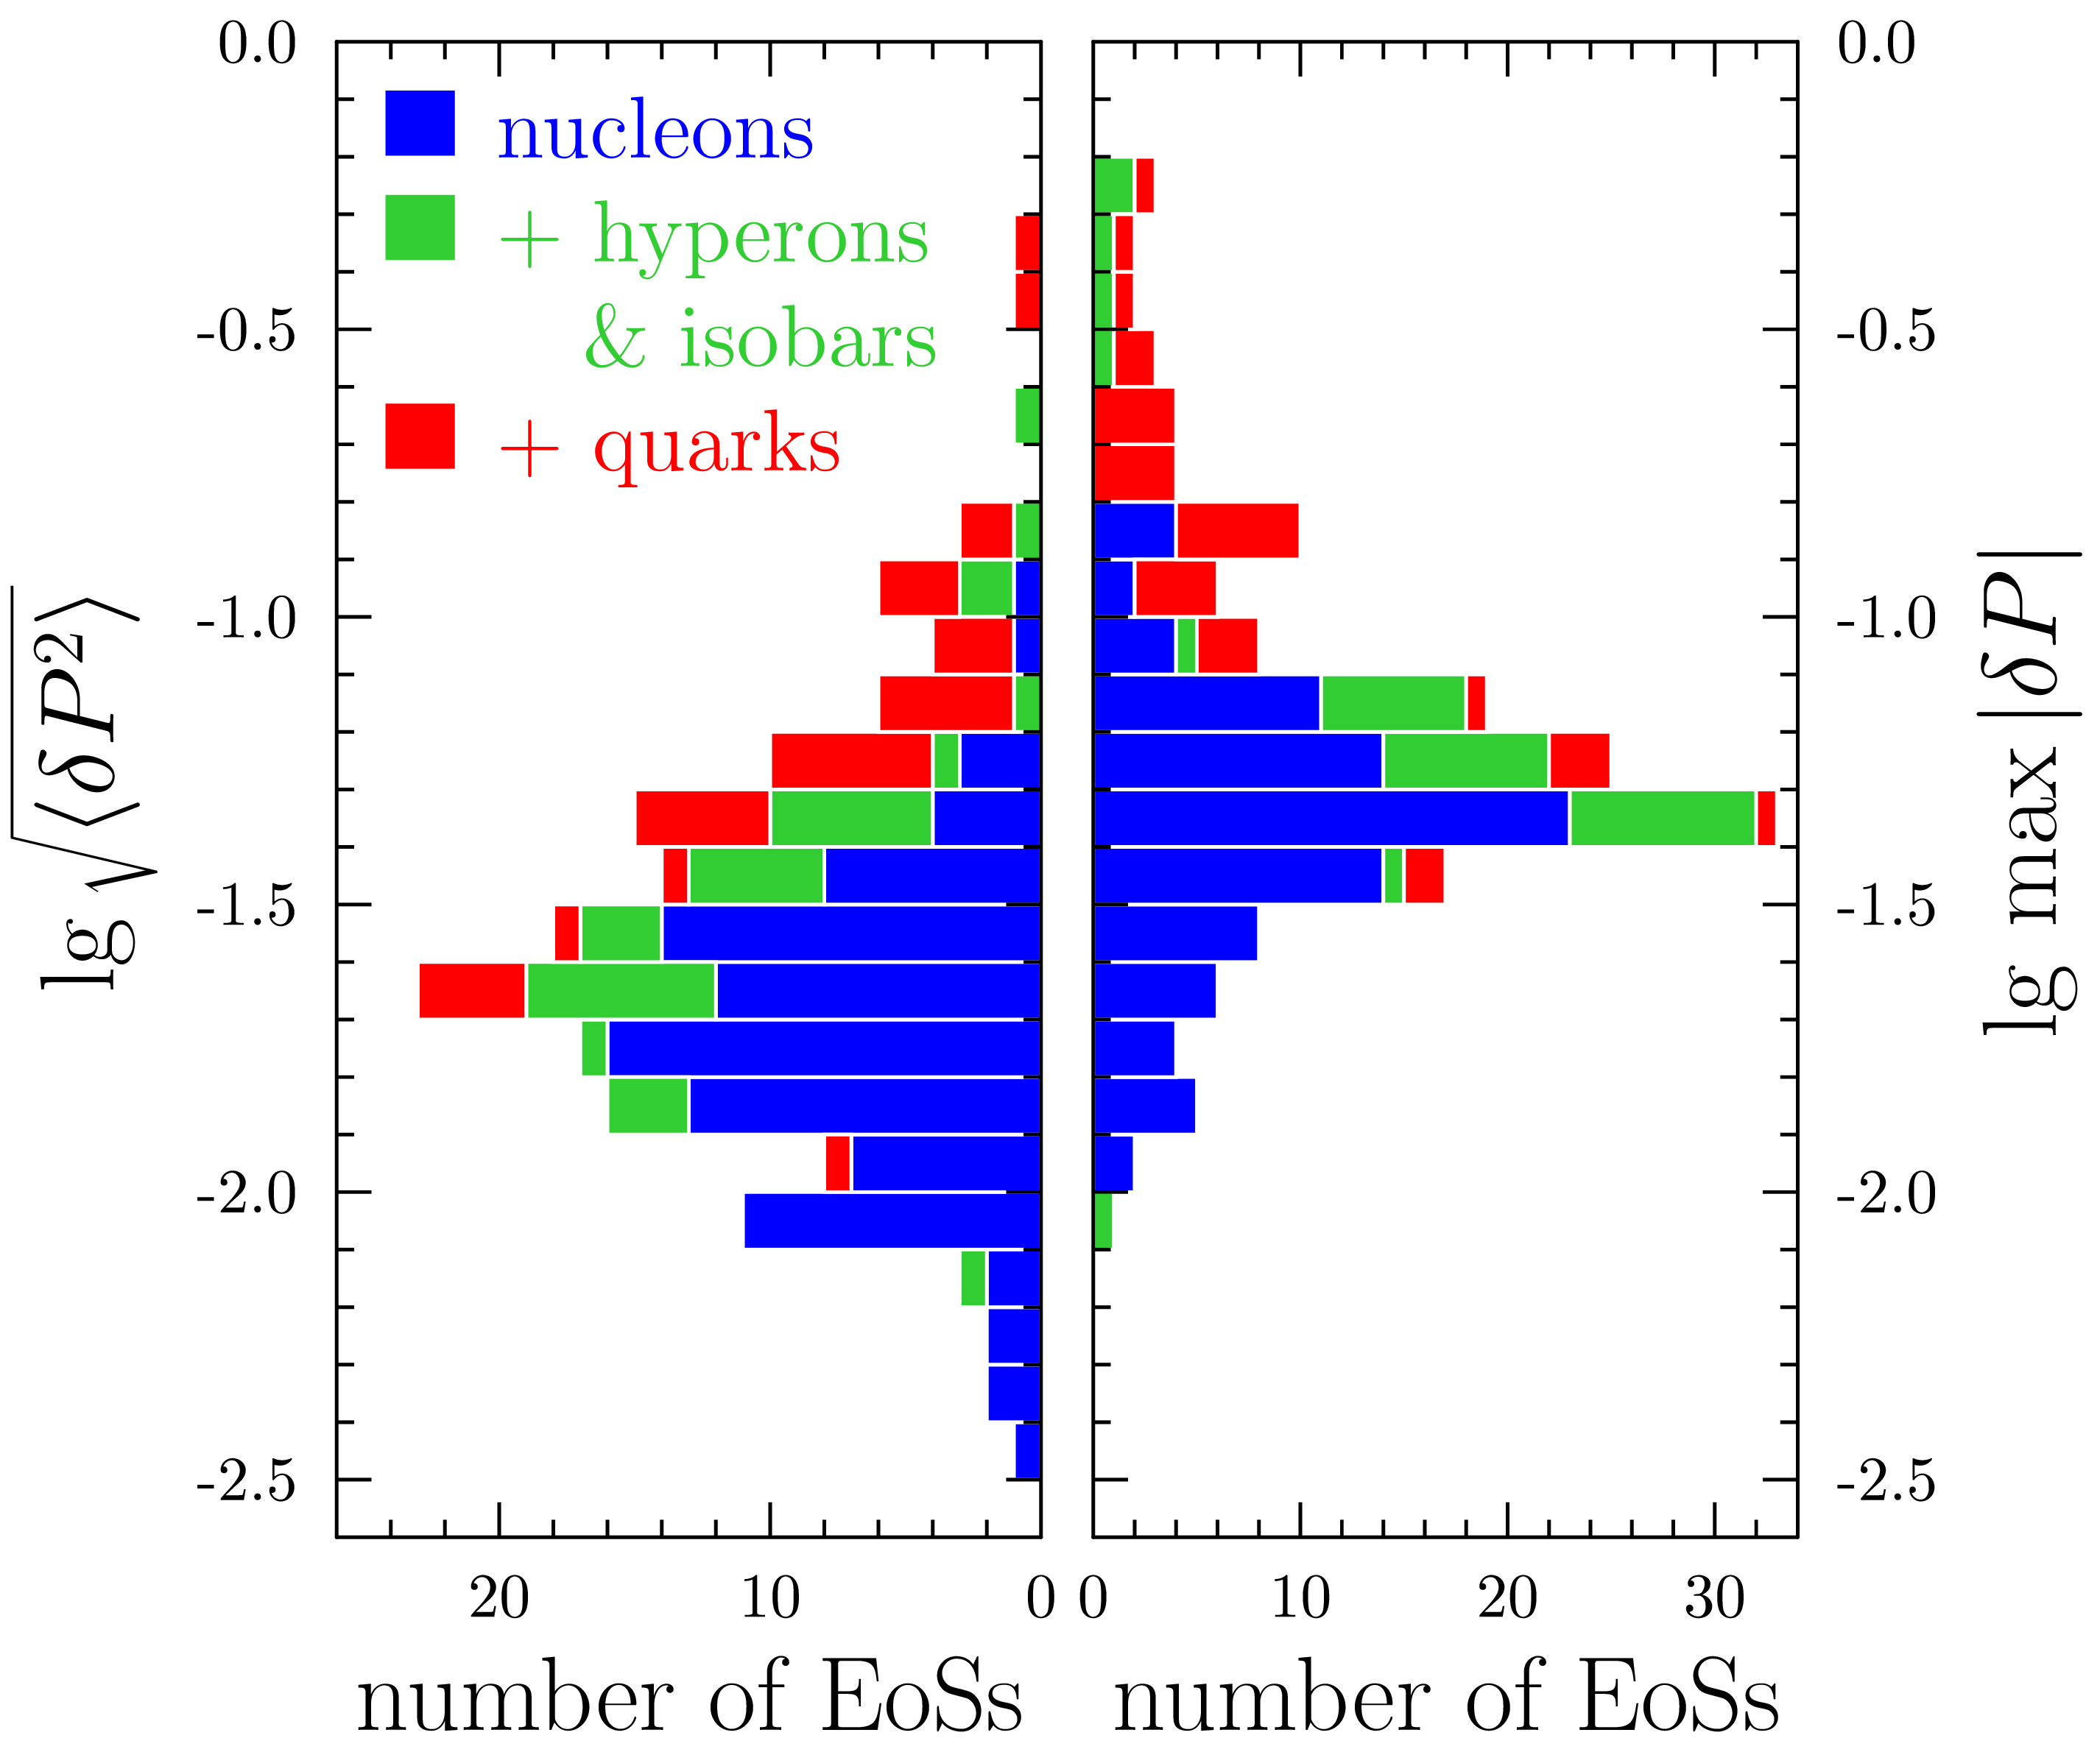 0.0
-0.5
-1.0
-1.5
-2.0
-2.5
lg √⟨δP²⟩
nucleons
+ hyperons
& isobars
+ quarks
20 10 0
number of EoSs
0 10 20 30
number of EoSs
0.0
-0.5
-1.0
-1.5
-2.0
-2.5
lg max |δP|